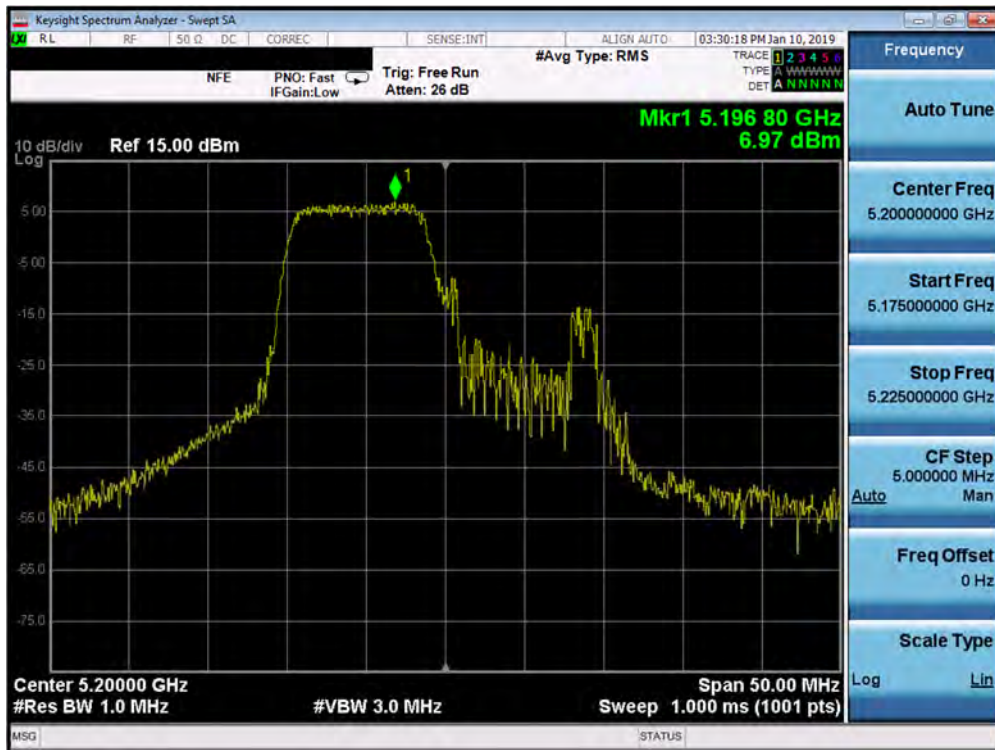 Keysight Spectrum Analyzer - Swept SA
LXI RL RF 50 Ω DC CORREC SENSE:INT ALIGN AUTO 03:30:18 PM Jan 10, 2019
NFE PNO: Fast Trig: Free Run #Avg Type: RMS TRACE 1 2 3 4 5 6
IFGain:Low Atten: 26 dB TYPE A WWWWW
DET A N N N N N
Mkr1 5.196 80 GHz
6.97 dBm
10 dB/div Ref 15.00 dBm
Log
1
5.00
-5.00
-15.0
-25.0
-35.0
-45.0
-55.0
-65.0
-75.0
Center 5.20000 GHz Span 50.00 MHz
#Res BW 1.0 MHz #VBW 3.0 MHz Sweep 1.000 ms (1001 pts)
MSG STATUS
Frequency
Auto Tune
Center Freq
5.200000000 GHz
Start Freq
5.175000000 GHz
Stop Freq
5.225000000 GHz
CF Step
5.000000 MHz
Auto Man
Freq Offset
0 Hz
Scale Type
Log Lin